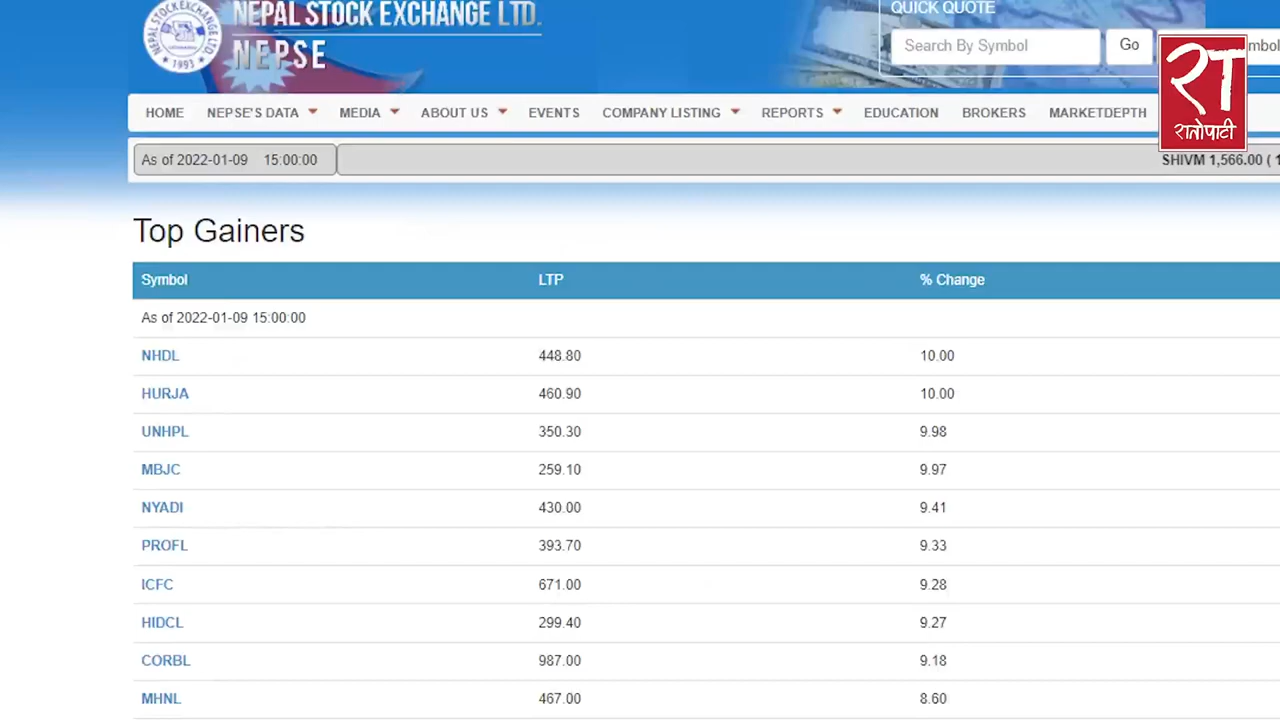 NEPAL STOCK EXCHANGE LTD.
NEPSE
NEPAL STOCK EXCHANGE LTD.
1993
QUICK QUOTE
Search By Symbol
Go
रातोपाटी
HOME NEPSE'S DATA MEDIA ABOUT US EVENTS COMPANY LISTING REPORTS EDUCATION BROKERS MARKETDEPTH
As of 2022-01-09 15:00:00
SHIVM 1,566.00 (
Top Gainers
Symbol LTP % Change
As of 2022-01-09 15:00:00
NHDL 448.80 10.00
HURJA 460.90 10.00
UNHPL 350.30 9.98
MBJC 259.10 9.97
NYADI 430.00 9.41
PROFL 393.70 9.33
ICFC 671.00 9.28
HIDCL 299.40 9.27
CORBL 987.00 9.18
MHNL 467.00 8.60